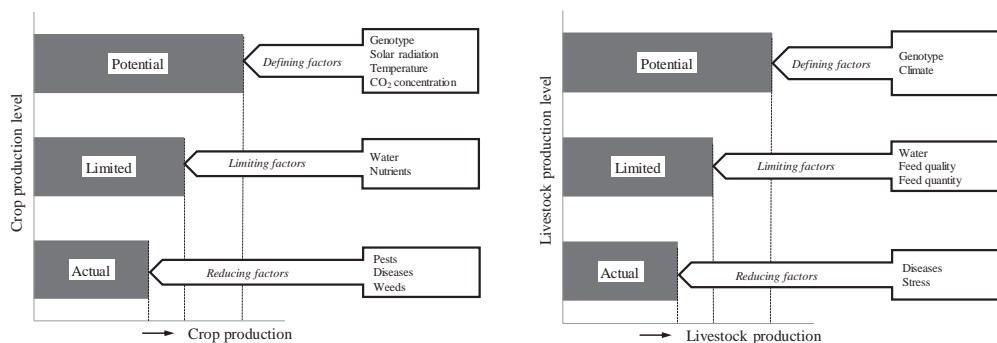 Crop production level
Potential
Defining factors
Genotype
Solar radiation
Temperature
CO₂ concentration
Limited
Limiting factors
Water
Nutrients
Actual
Reducing factors
Pests
Diseases
Weeds
Crop production
Livestock production level
Potential
Defining factors
Genotype
Climate
Limited
Limiting factors
Water
Feed quality
Feed quantity
Actual
Reducing factors
Diseases
Stress
Livestock production